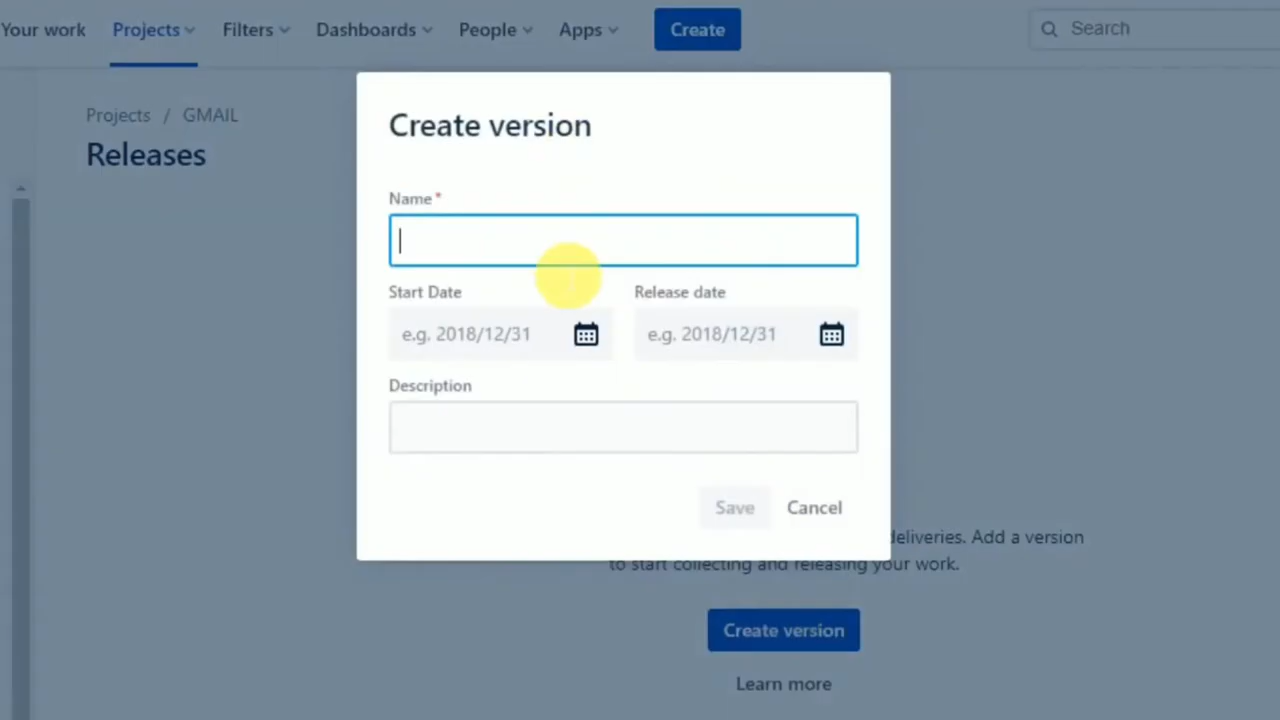 Your work Projects Filters Dashboards People Apps Create Search
Projects / GMAIL
Releases
Create version
Name *
Start Date Release date
e.g. 2018/12/31 e.g. 2018/12/31
Description
Save Cancel
deliveries. Add a version
to start collecting and releasing your work.
Create version
Learn more